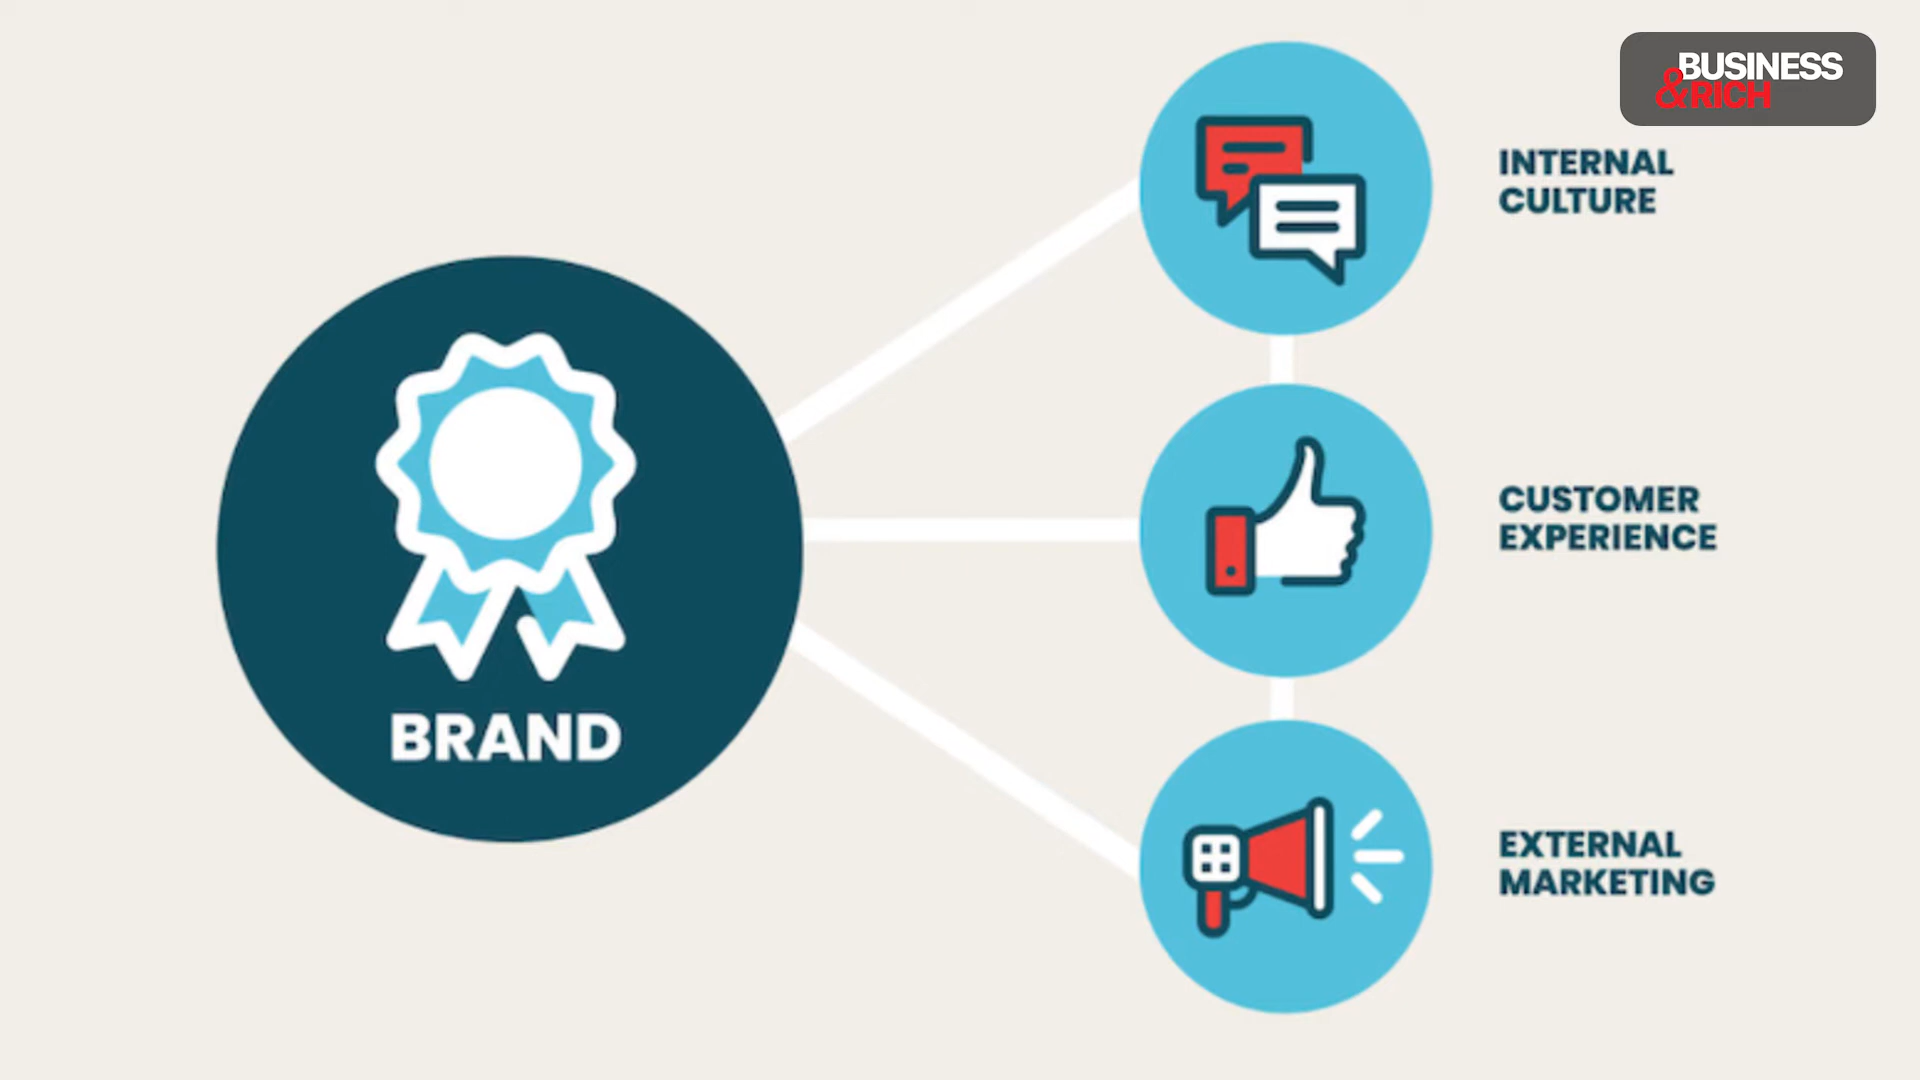 BUSINESS
&RICH
INTERNAL
CULTURE
CUSTOMER
EXPERIENCE
BRAND
EXTERNAL
MARKETING